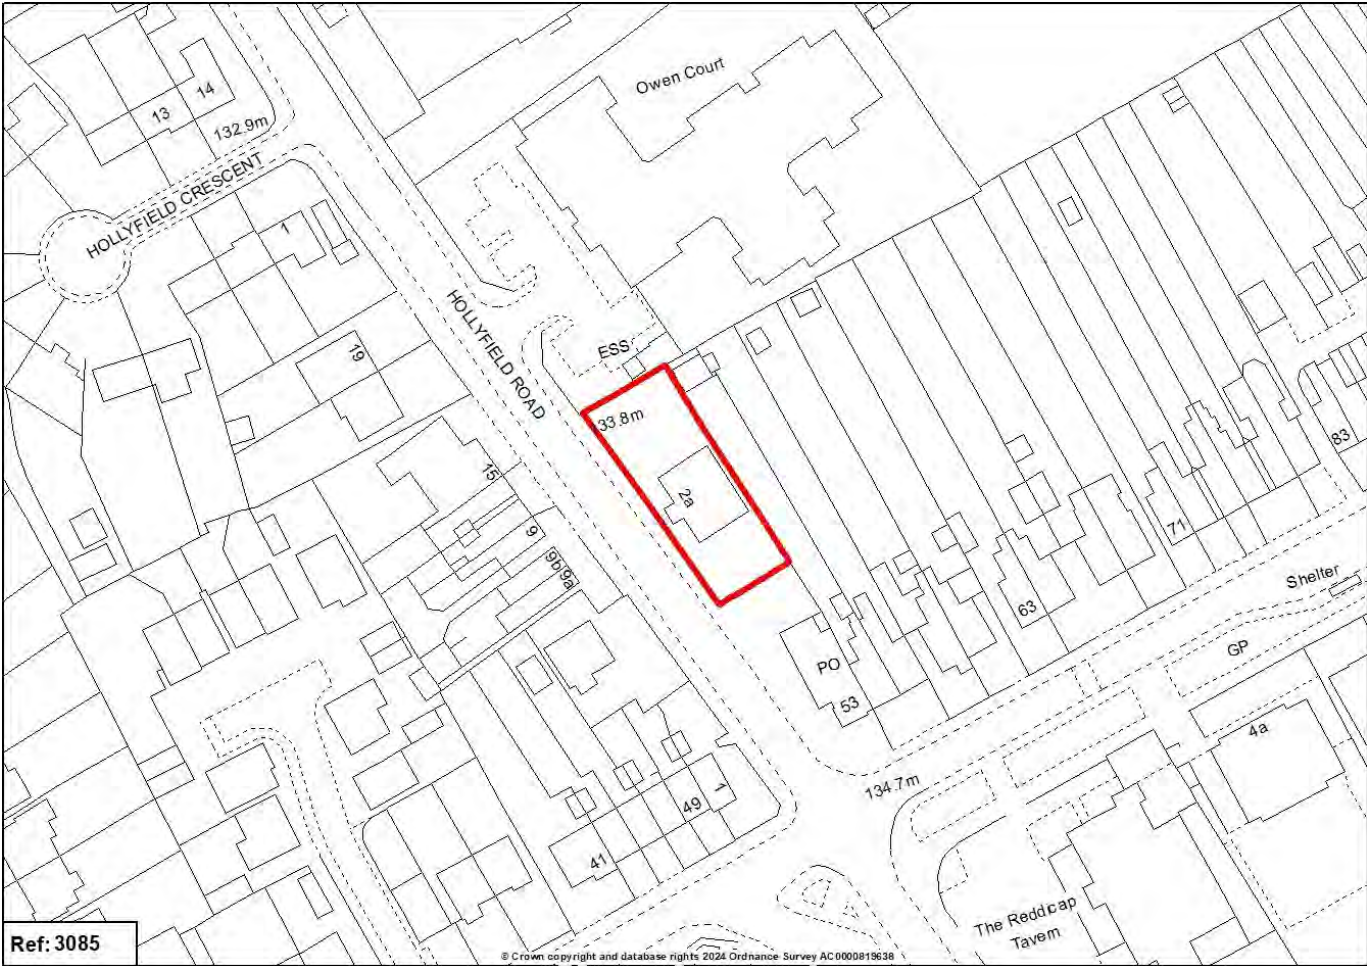 Owen Court
14
13
132.9m
HOLLYFIELD CRESCENT
1
HOLLYFIELD ROAD
19
ESS
133.8m
2a
15
9
9b 9a
83
71
63
Shelter
GP
PO
53
4a
134.7m
1
49
41
The Reddicap
Tavern
Ref: 3085
© Crown copyright and database rights 2024 Ordnance Survey AC0000819638